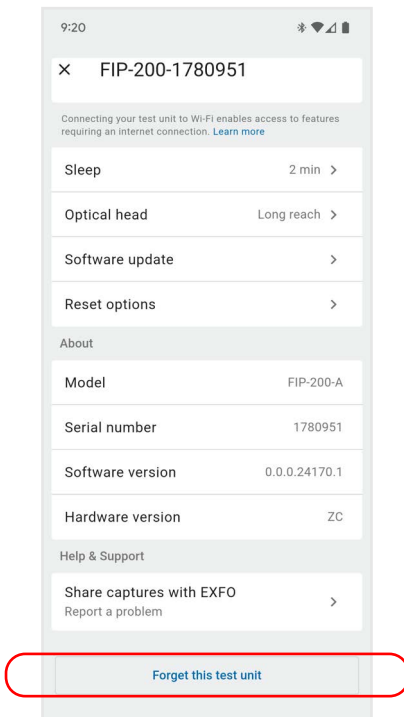 9:20
× FIP-200-1780951
Connecting your test unit to Wi-Fi enables access to features
requiring an internet connection. Learn more
Sleep 2 min >
Optical head Long reach >
Software update >
Reset options >
About
Model FIP-200-A
Serial number 1780951
Software version 0.0.0.24170.1
Hardware version ZC
Help & Support
Share captures with EXFO >
Report a problem
Forget this test unit